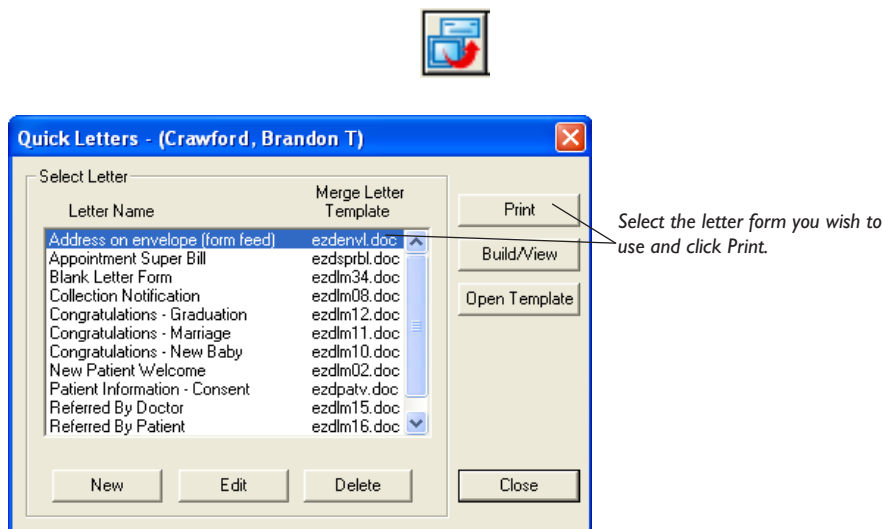 Quick Letters - (Crawford, Brandon T)
Select Letter
Letter Name
Merge Letter
Template
Address on envelope (form feed) ezdenvl.doc
Appointment Super Bill ezdsprbl.doc
Blank Letter Form ezdlm34.doc
Collection Notification ezdlm08.doc
Congratulations - Graduation ezdlm12.doc
Congratulations - Marriage ezdlm11.doc
Congratulations - New Baby ezdlm10.doc
New Patient Welcome ezdlm02.doc
Patient Information - Consent ezdpatv.doc
Referred By Doctor ezdlm15.doc
Referred By Patient ezdlm16.doc
New Edit Delete
Print
Build/View
Open Template
Close
Select the letter form you wish to
use and click Print.